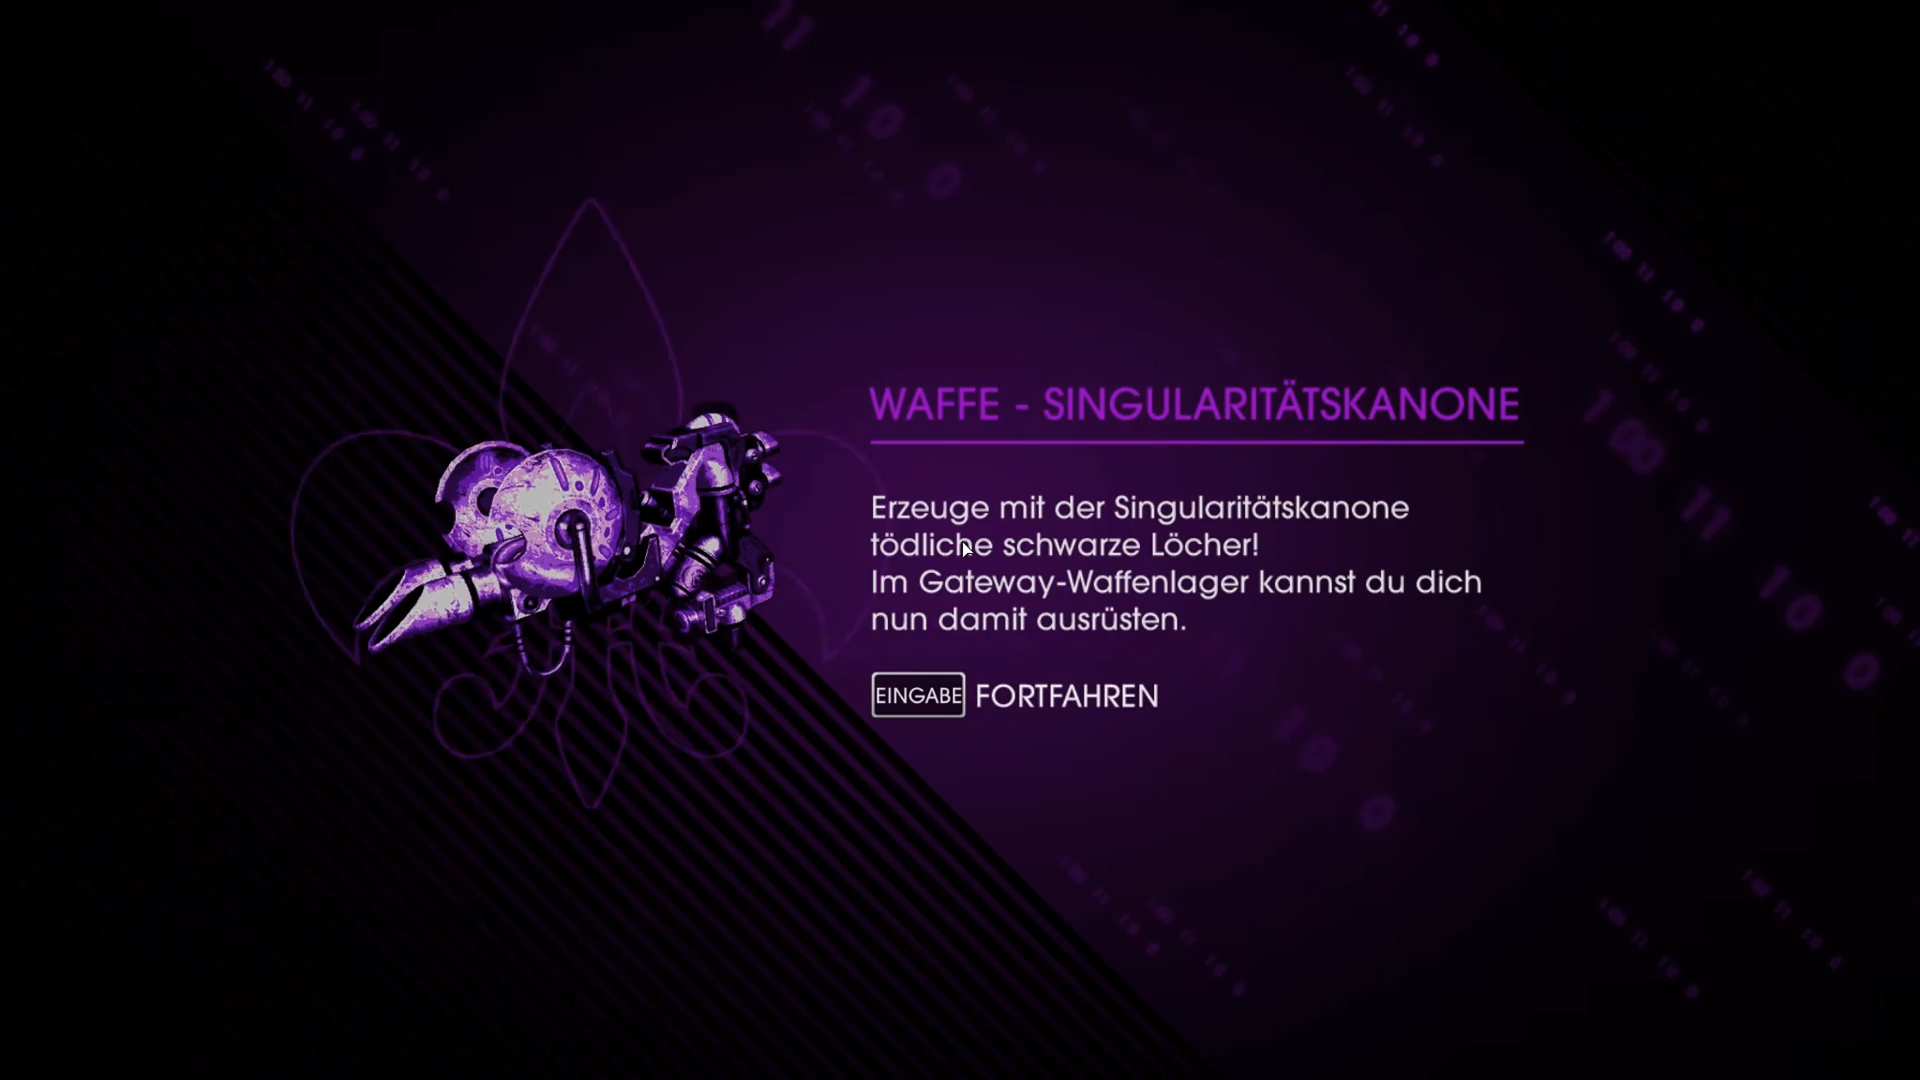 WAFFE - SINGULARITÄTSKANONE
Erzeuge mit der Singularitätskanone
tödliche schwarze Löcher!
Im Gateway-Waffenlager kannst du dich
nun damit ausrüsten.
EINGABE FORTFAHREN